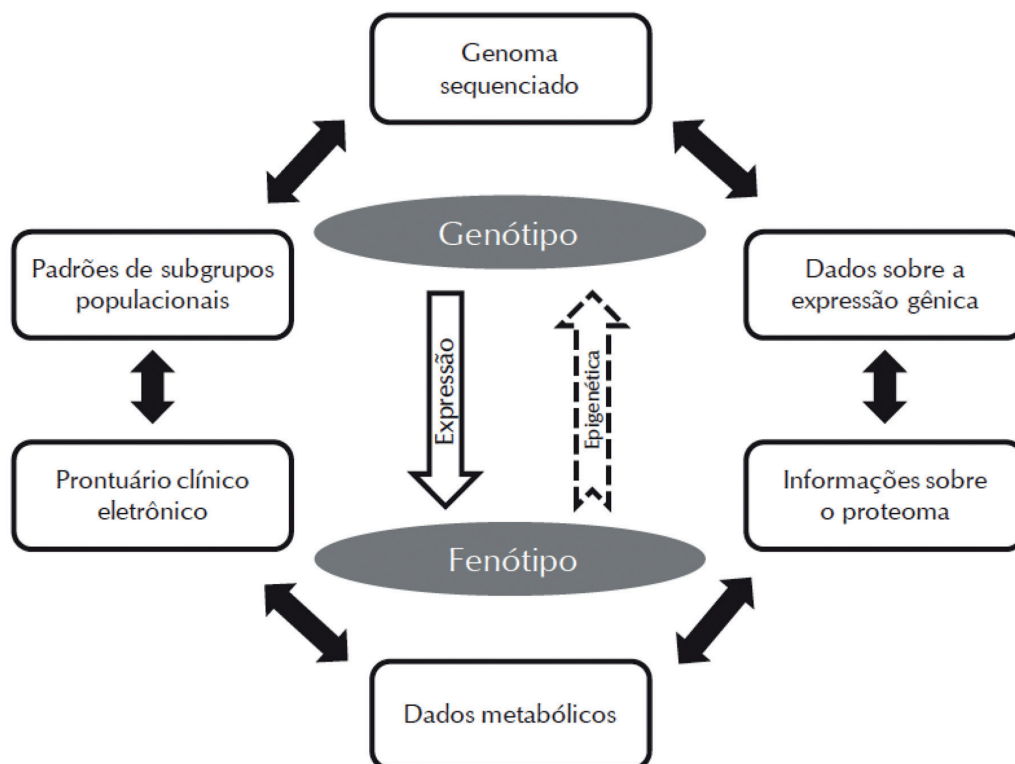 Genoma
sequenciado
Genótipo
Padrões de subgrupos
populacionais
Dados sobre a
expressão gênica
Expressão
Epigenética
Prontuário clínico
eletrônico
Informações sobre
o proteoma
Fenótipo
Dados metabólicos